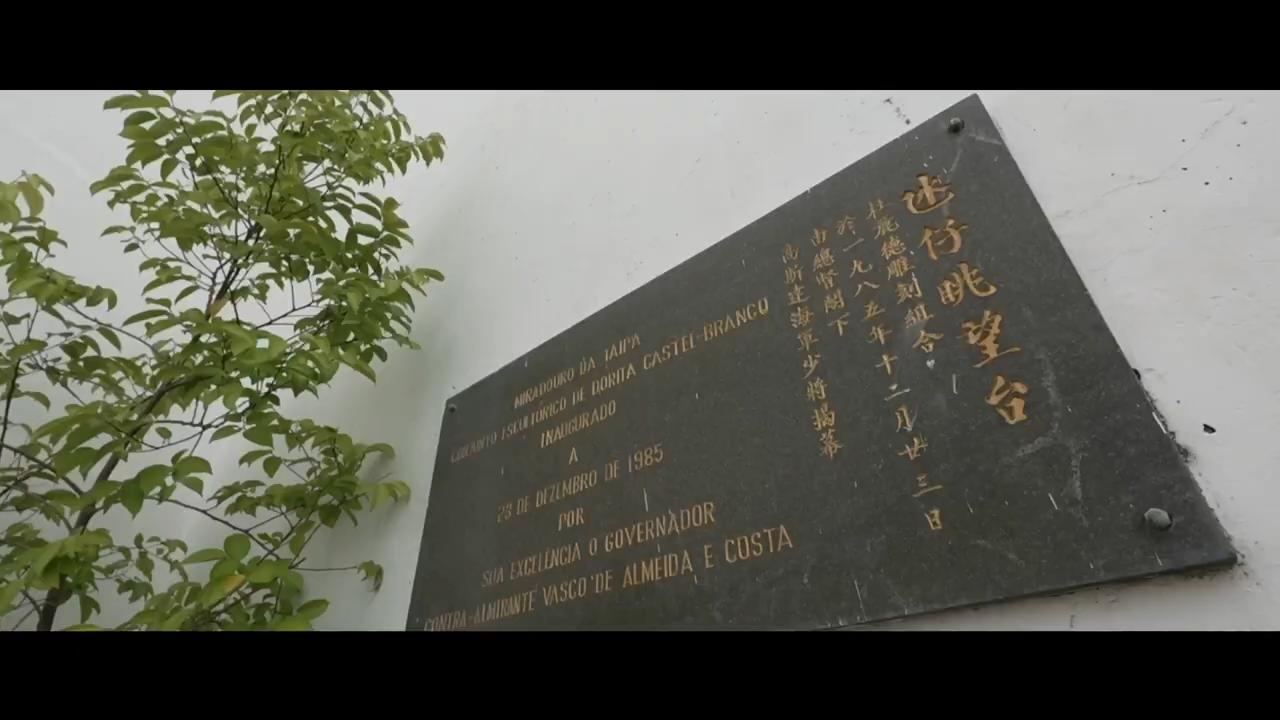 氹仔眺望台
杜麗德雕刻組合
於一九八五年十二月廿三日
由總督閣下
高斯達海軍少將揭幕
MIRADOURO DA TAIPA
CONJUNTO ESCULTÓRICO DE DORITA CASTEL-BRANCO
INAUGURADO
A
23 DE DEZEMBRO DE 1985
POR
SUA EXCELÊNCIA O GOVERNADOR
CONTRA-ALMIRANTE VASCO DE ALMEIDA E COSTA